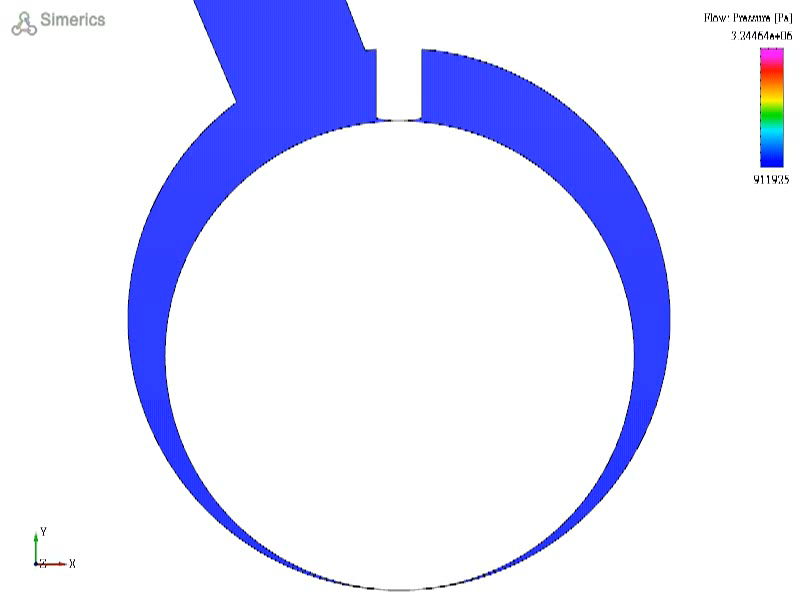 Simerics
Flow: Pressure [Pa]
3.24464e+06
911925
Y
Z
X